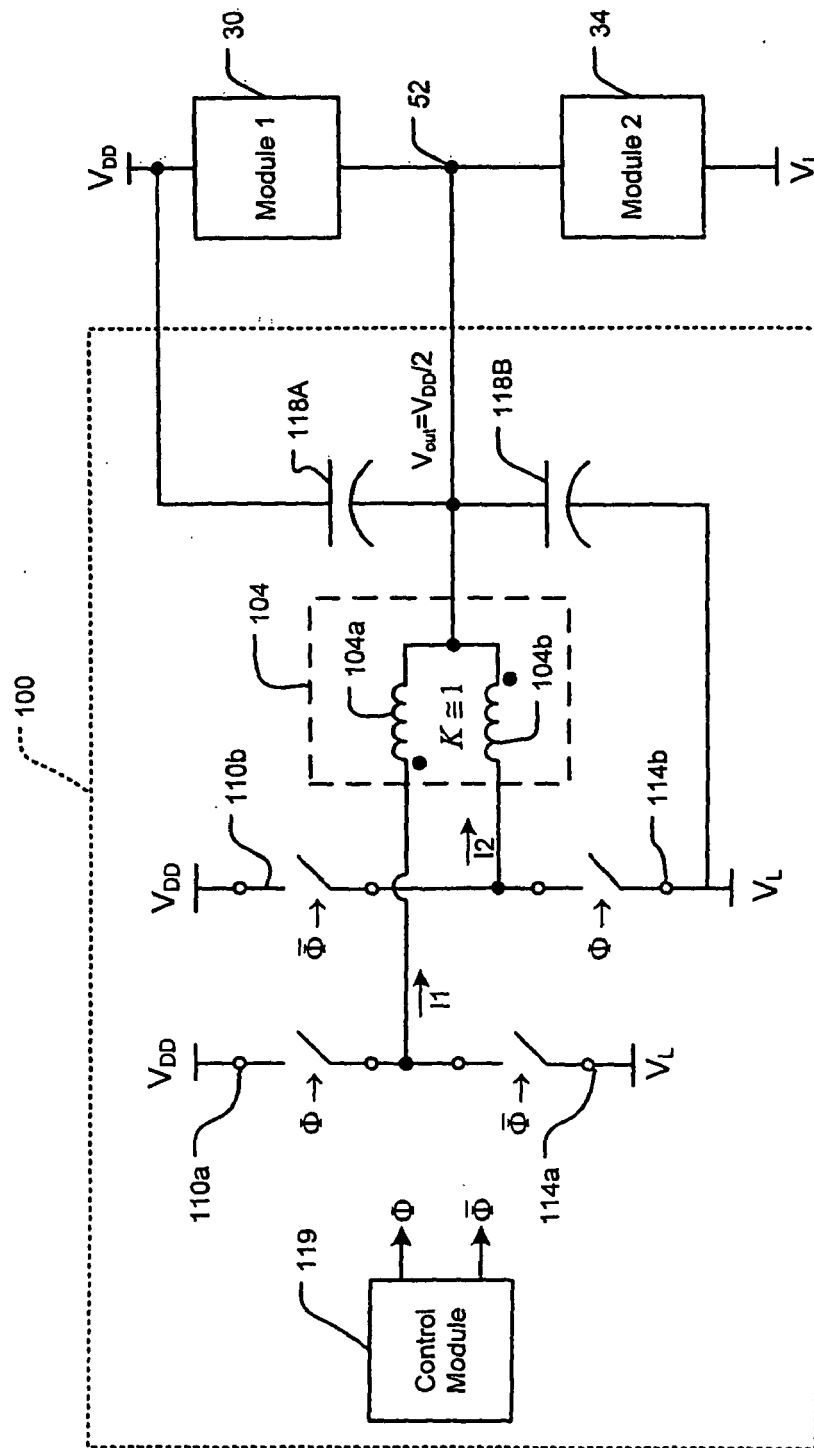 100
V_DD
V_DD
V_DD
30
Module 1
52
Module 2
34
V_L
118A
V_out=V_DD/2
118B
104
104a
K ≅ 1
104b
110b
Φ̄ →
I2
Φ →
114b
V_L
110a
Φ →
I1
Φ̄ →
114a
V_L
119
Control
Module
Φ
Φ̄